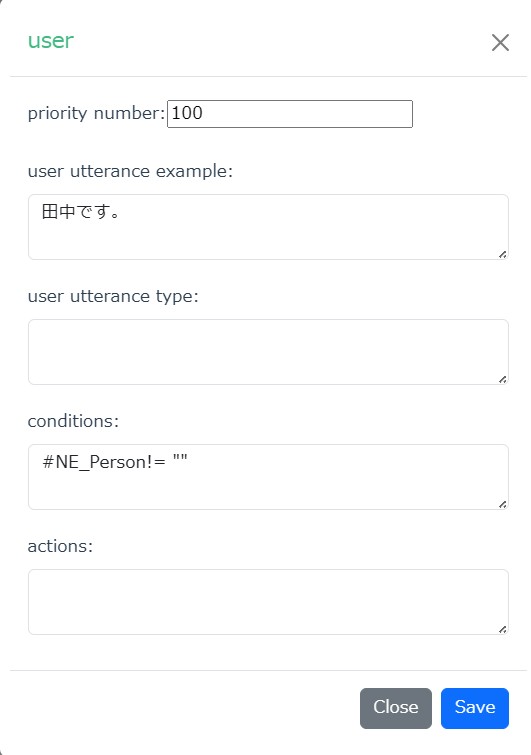 user
priority number: 100
user utterance example:
田中です。
user utterance type:
conditions:
#NE_Person!= ""
actions:
Close Save